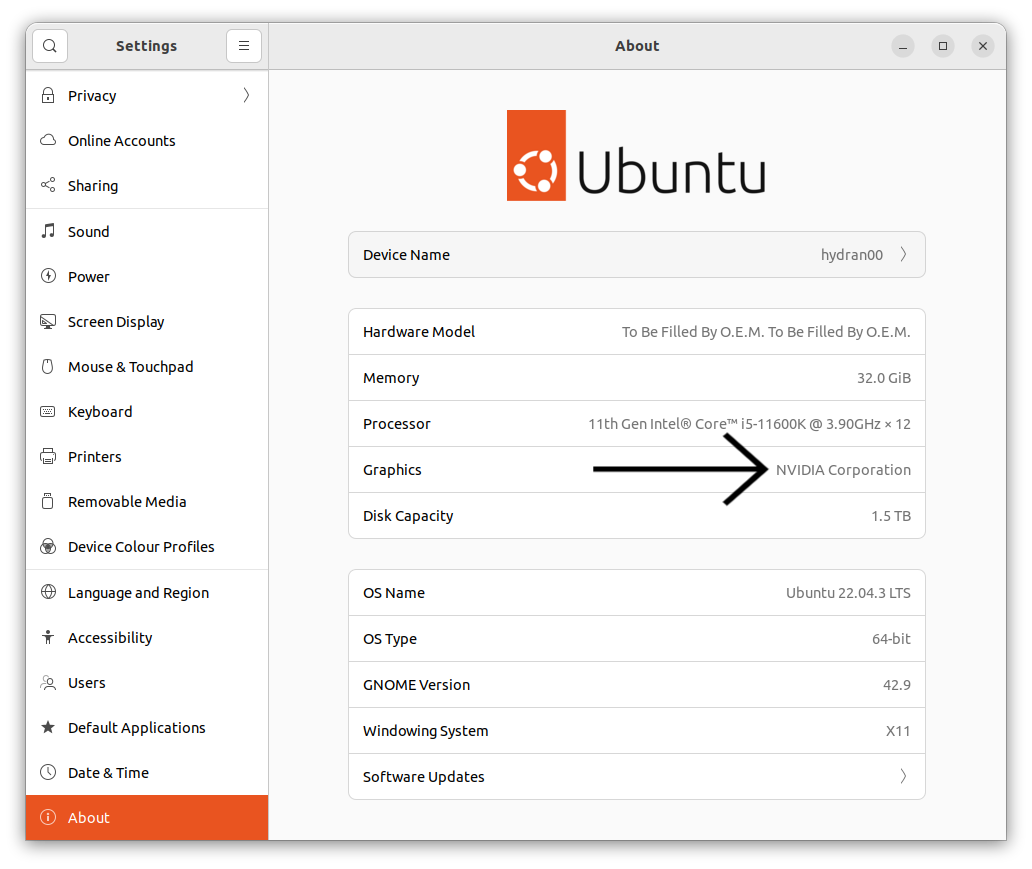 Settings
About
Privacy
Online Accounts
Sharing
Sound
Power
Screen Display
Mouse & Touchpad
Keyboard
Printers
Removable Media
Device Colour Profiles
Language and Region
Accessibility
Users
Default Applications
Date & Time
About
Ubuntu
Device Name hydran00
Hardware Model To Be Filled By O.E.M. To Be Filled By O.E.M.
Memory 32.0 GiB
Processor 11th Gen Intel® Core™ i5-11600K @ 3.90GHz × 12
Graphics NVIDIA Corporation
Disk Capacity 1.5 TB
OS Name Ubuntu 22.04.3 LTS
OS Type 64-bit
GNOME Version 42.9
Windowing System X11
Software Updates